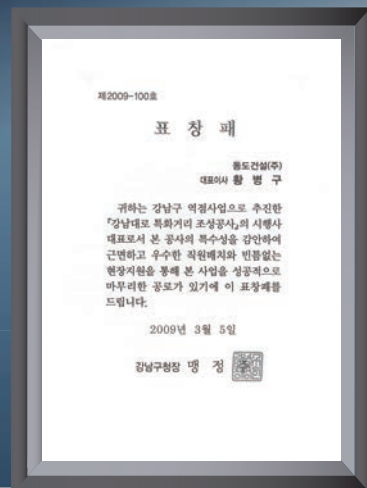 제2009-100호
표 창 패
동도건설(주)
대표이사 황 병 구
귀하는 강남구 역점사업으로 추진한
『강남대로 특화거리 조성공사』의 시행사
대표로서 본 공사의 특수성을 감안하여
근면하고 우수한 직원배치와 빈틈없는
현장지원을 통해 본 사업을 성공적으로
마무리한 공로가 있기에 이 표창패를
드립니다.
2009년 3월 5일
강남구청장 맹 정 주